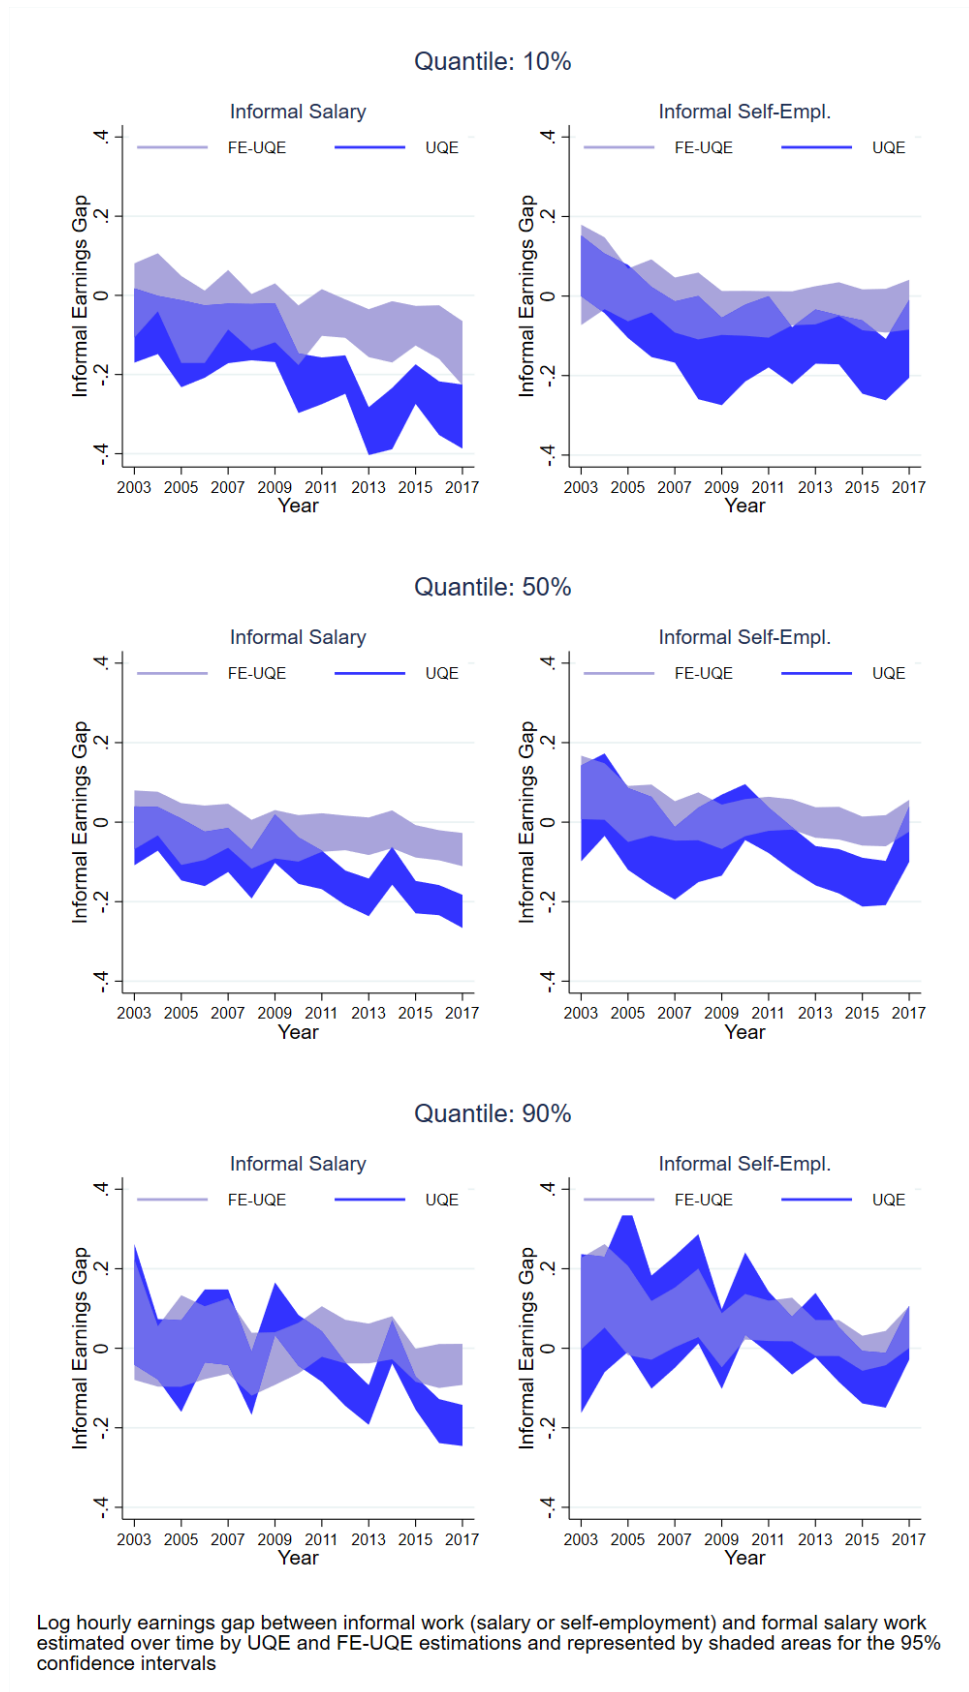 Quantile: 10%
Informal Salary
FE-UQE UQE
Informal Earnings Gap
.4
.2
0
-.2
-.4
2003 2005 2007 2009 2011 2013 2015 2017
Year
Informal Self-Empl.
FE-UQE UQE
Informal Earnings Gap
.4
.2
0
-.2
-.4
2003 2005 2007 2009 2011 2013 2015 2017
Year
Quantile: 50%
Informal Salary
FE-UQE UQE
Informal Earnings Gap
.4
.2
0
-.2
-.4
2003 2005 2007 2009 2011 2013 2015 2017
Year
Informal Self-Empl.
FE-UQE UQE
Informal Earnings Gap
.4
.2
0
-.2
-.4
2003 2005 2007 2009 2011 2013 2015 2017
Year
Quantile: 90%
Informal Salary
FE-UQE UQE
Informal Earnings Gap
.4
.2
0
-.2
-.4
2003 2005 2007 2009 2011 2013 2015 2017
Year
Informal Self-Empl.
FE-UQE UQE
Informal Earnings Gap
.4
.2
0
-.2
-.4
2003 2005 2007 2009 2011 2013 2015 2017
Year
Log hourly earnings gap between informal work (salary or self-employment) and formal salary work
estimated over time by UQE and FE-UQE estimations and represented by shaded areas for the 95%
confidence intervals